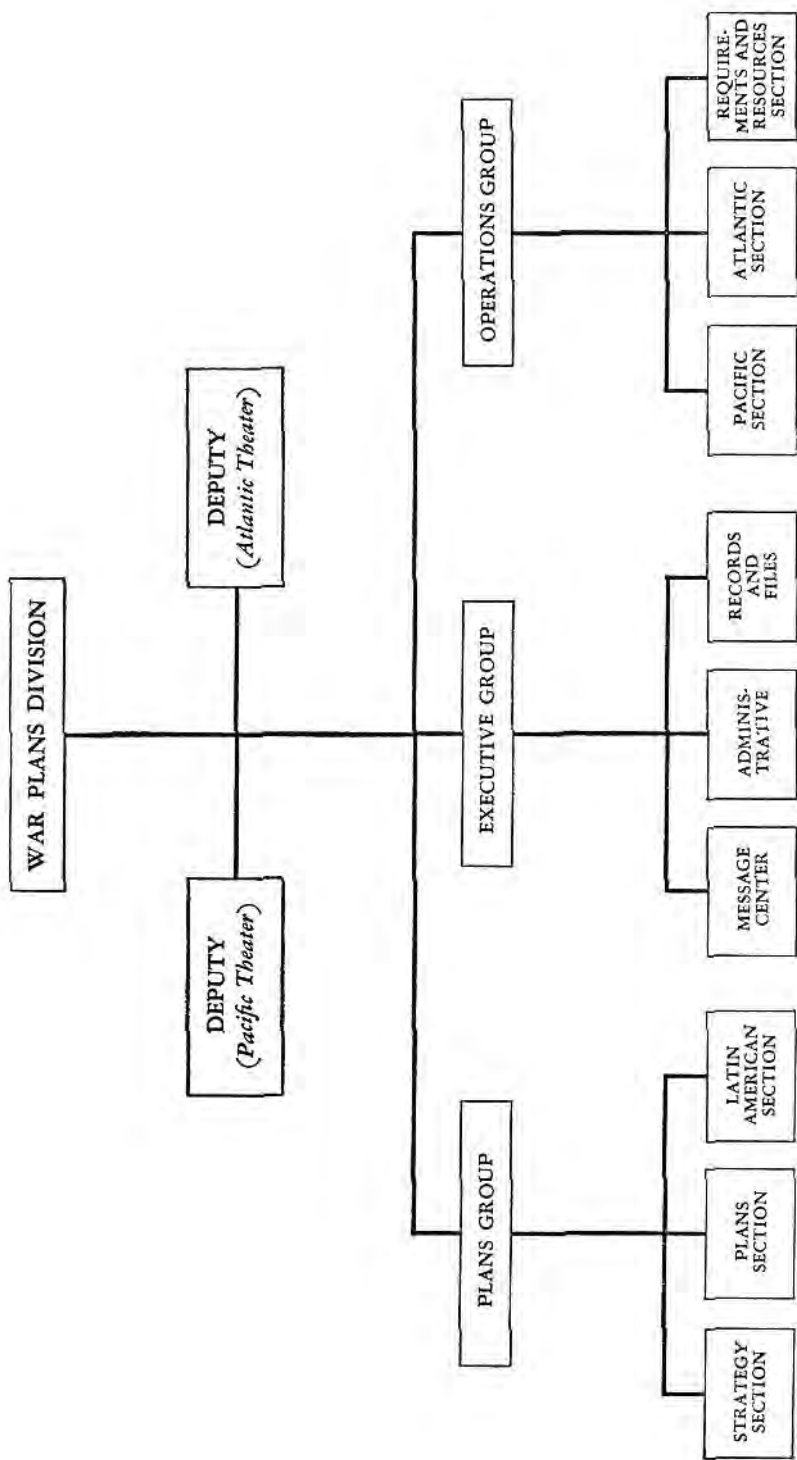 WAR PLANS DIVISION
DEPUTY
(Pacific Theater)
DEPUTY
(Atlantic Theater)
PLANS GROUP
EXECUTIVE GROUP
OPERATIONS GROUP
STRATEGY
SECTION
PLANS
SECTION
LATIN
AMERICAN
SECTION
MESSAGE
CENTER
ADMINIS-
TRATIVE
RECORDS
AND
FILES
PACIFIC
SECTION
ATLANTIC
SECTION
REQUIRE-
MENTS AND
RESOURCES
SECTION